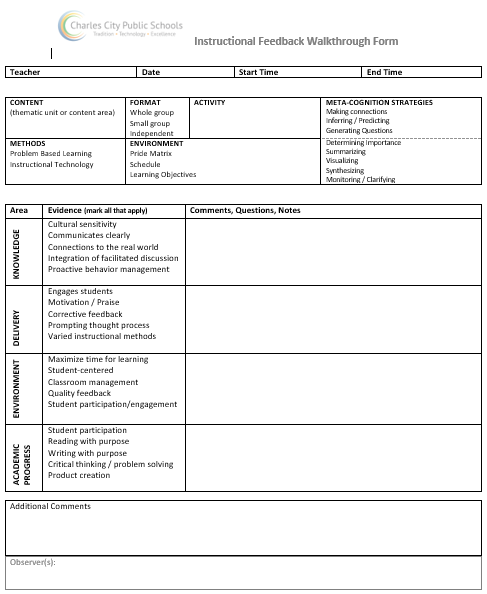 Charles City Public Schools
Tradition • Technology • Excellence
Instructional Feedback Walkthrough Form
Teacher Date Start Time End Time
CONTENT
(thematic unit or content area)
FORMAT
Whole group
Small group
Independent
ACTIVITY
META-COGNITION STRATEGIES
Making connections
Inferring / Predicting
Generating Questions
Determining Importance
Summarizing
Visualizing
Synthesizing
Monitoring / Clarifying
METHODS
Problem Based Learning
Instructional Technology
ENVIRONMENT
Pride Matrix
Schedule
Learning Objectives
Area Evidence (mark all that apply) Comments, Questions, Notes
KNOWLEDGE
Cultural sensitivity
Communicates clearly
Connections to the real world
Integration of facilitated discussion
Proactive behavior management
DELIVERY
Engages students
Motivation / Praise
Corrective feedback
Prompting thought process
Varied instructional methods
ENVIRONMENT
Maximize time for learning
Student-centered
Classroom management
Quality feedback
Student participation/engagement
ACADEMIC
PROGRESS
Student participation
Reading with purpose
Writing with purpose
Critical thinking / problem solving
Product creation
Additional Comments
Observer(s):